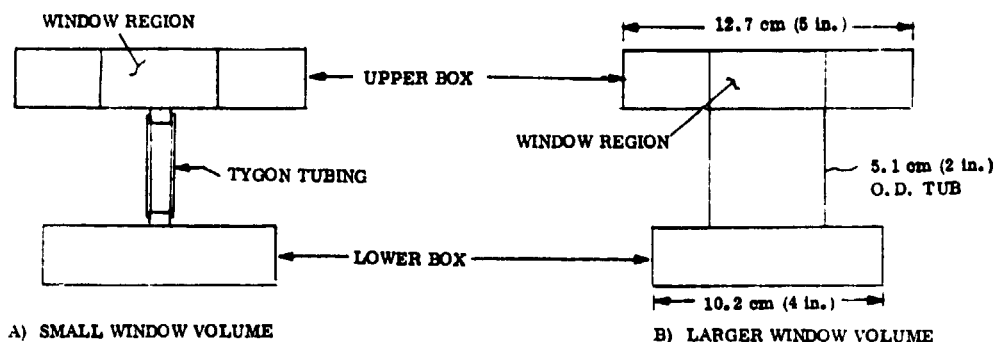 WINDOW REGION
12.7 cm (5 in.)
UPPER BOX
WINDOW REGION
TYGON TUBING
5.1 cm (2 in.)
O.D. TUB
LOWER BOX
10.2 cm (4 in.)
A) SMALL WINDOW VOLUME
B) LARGER WINDOW VOLUME